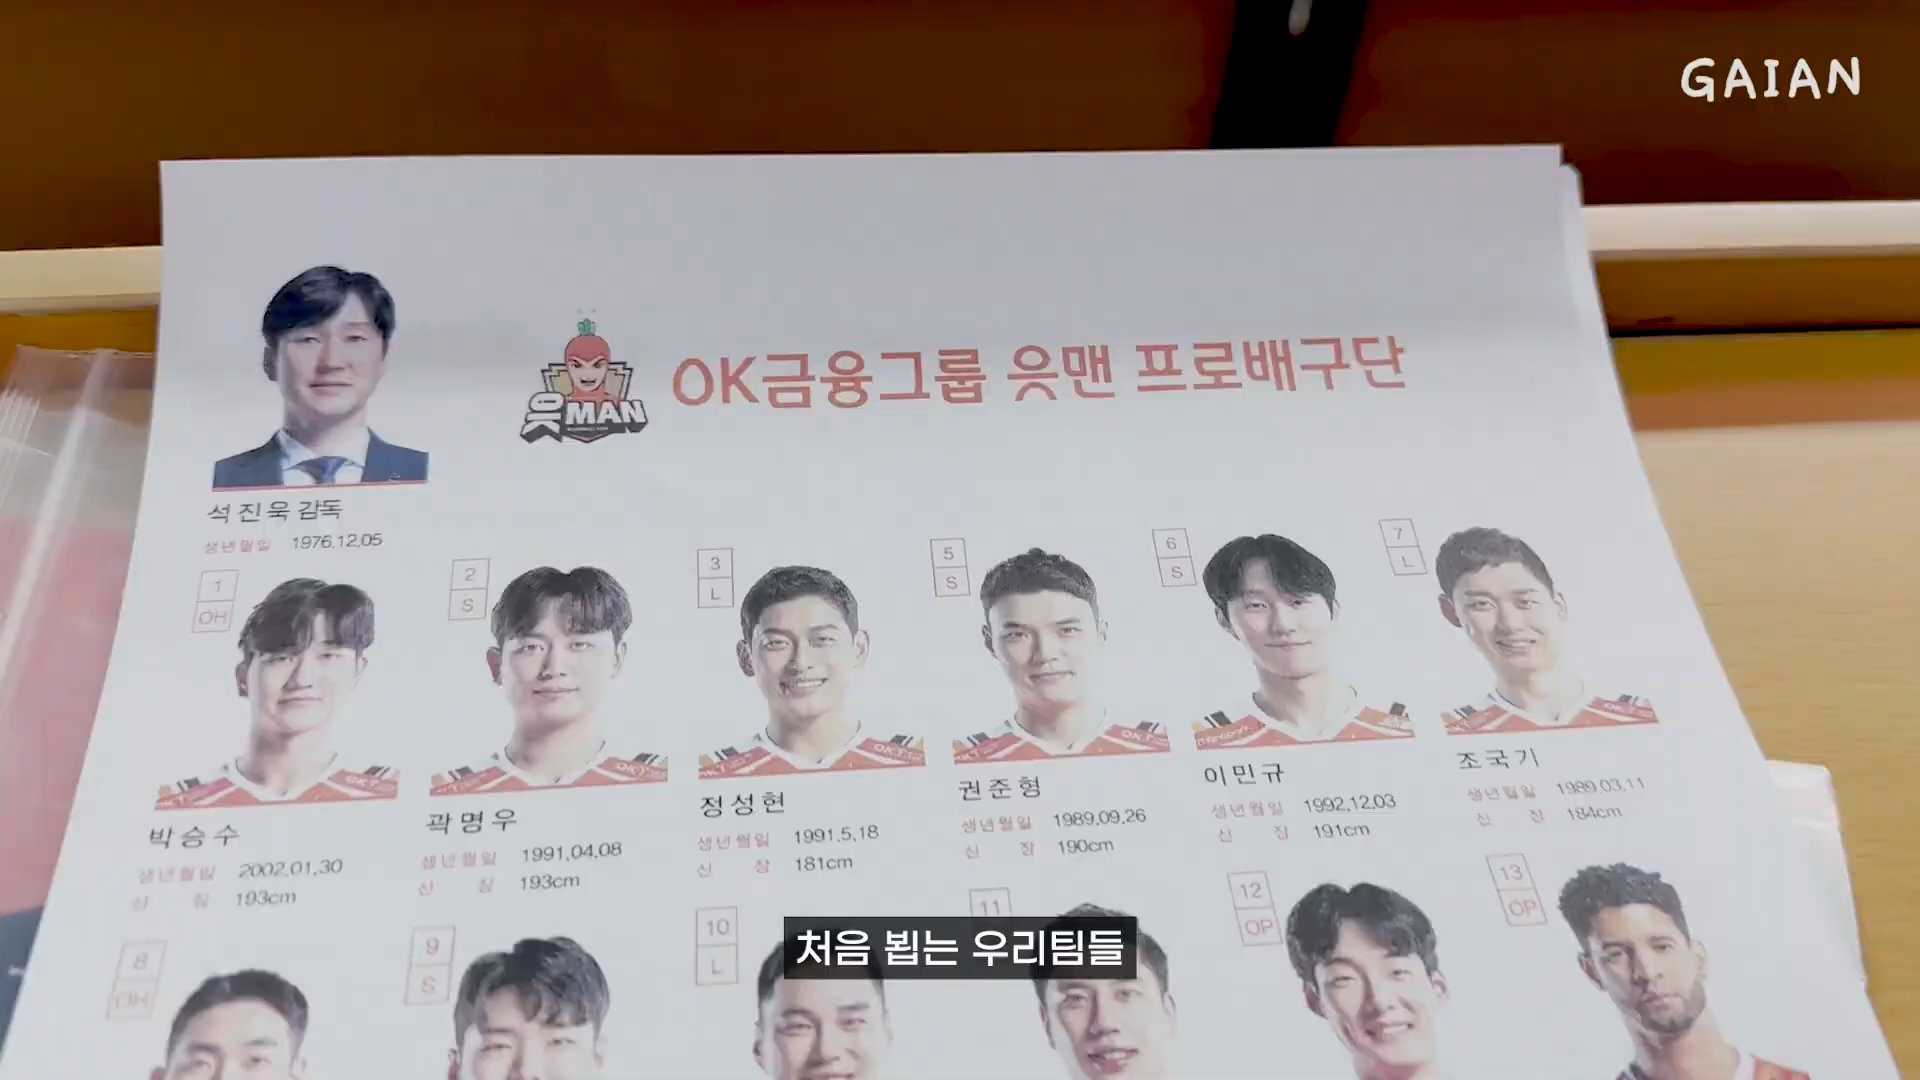 GAIAN
읏MAN
OK금융그룹 읏맨 프로배구단
석진욱 감독
생년월일 1976.12.05
1
OH
2
S
3
L
5
S
6
S
7
L
박승수
생년월일 2002.01.30
신 장 193cm
곽명우
생년월일 1991.04.08
신 장 193cm
정성현
생년월일 1991.5.18
신 장 181cm
권준형
생년월일 1989.09.26
신 장 190cm
이민규
생년월일 1992.12.03
신 장 191cm
조국기
생년월일 1989.03.11
신 장 184cm
8
OH
9
S
10
L
11
12
OP
13
OP
처음 뵙는 우리팀들